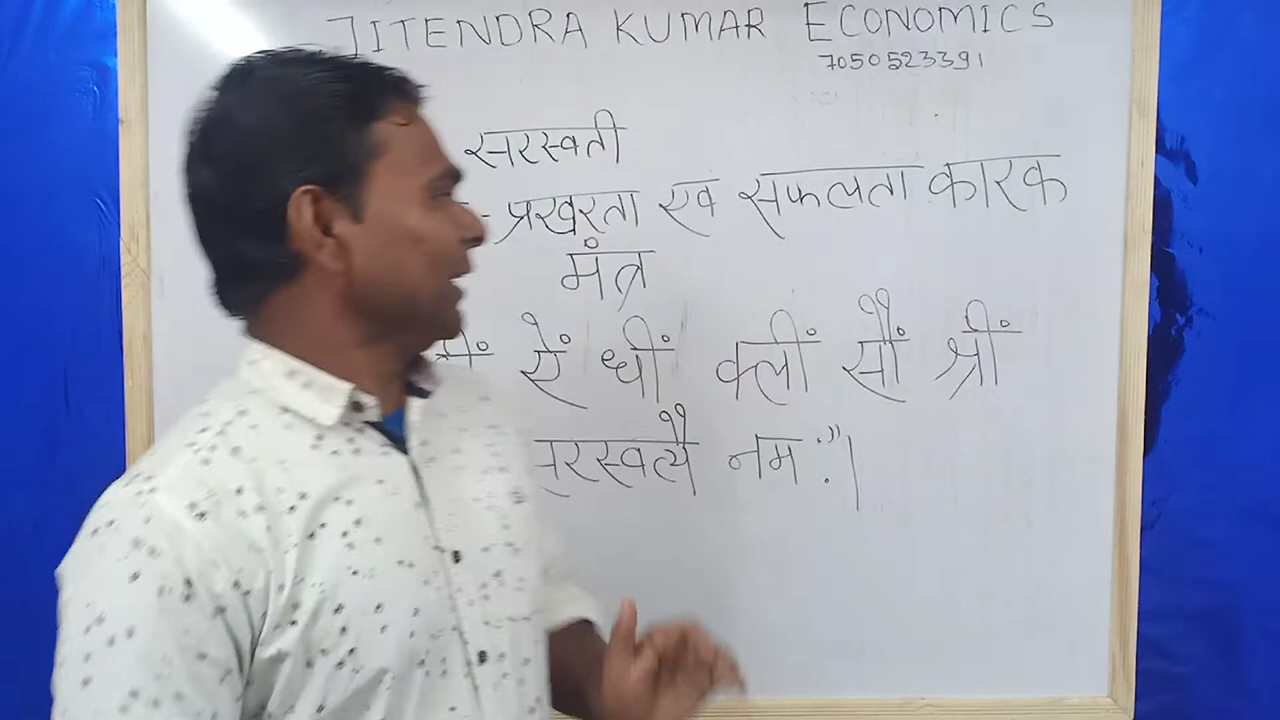 JITENDRA KUMAR ECONOMICS
7050523391
सरस्वती
- प्रखरता एव सफलता कारक
मंत्र
ऐं धीं क्लीं सौं श्रीं
सरस्वत्यै नमः"।